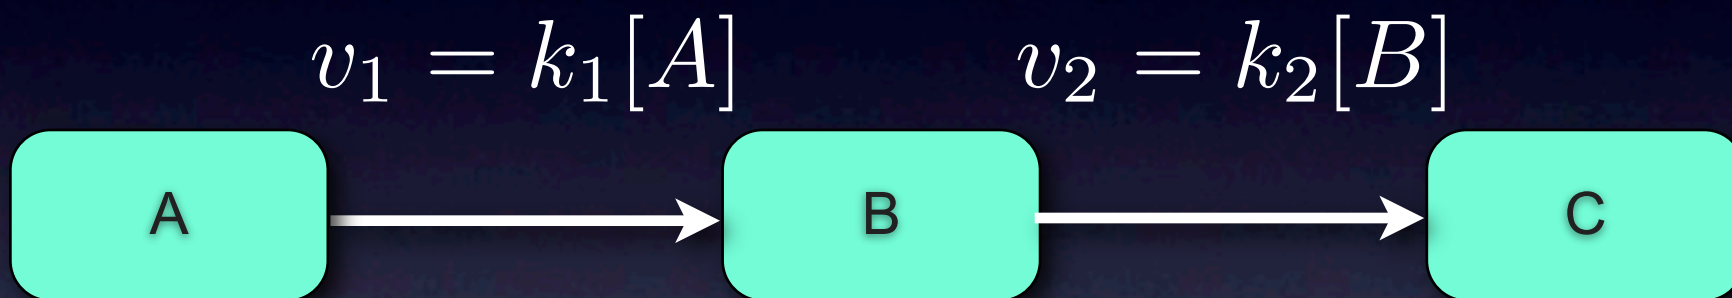 v₁ = k₁[A] v₂ = k₂[B]
A B C